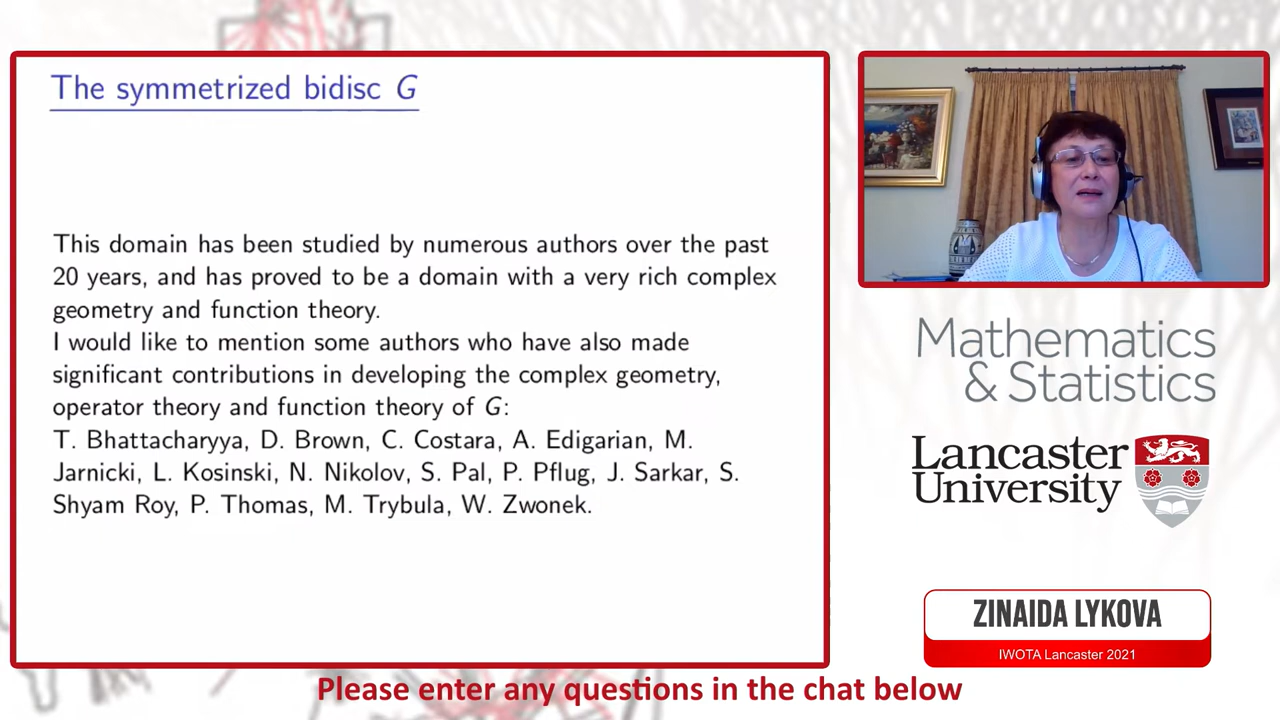 The symmetrized bidisc G
This domain has been studied by numerous authors over the past
20 years, and has proved to be a domain with a very rich complex
geometry and function theory.
I would like to mention some authors who have also made
significant contributions in developing the complex geometry,
operator theory and function theory of G:
T. Bhattacharyya, D. Brown, C. Costara, A. Edigarian, M.
Jarnicki, L. Kosinski, N. Nikolov, S. Pal, P. Pflug, J. Sarkar, S.
Shyam Roy, P. Thomas, M. Trybula, W. Zwonek.
Mathematics
& Statistics
Lancaster
University
ZINAIDA LYKOVA
IWOTA Lancaster 2021
Please enter any questions in the chat below